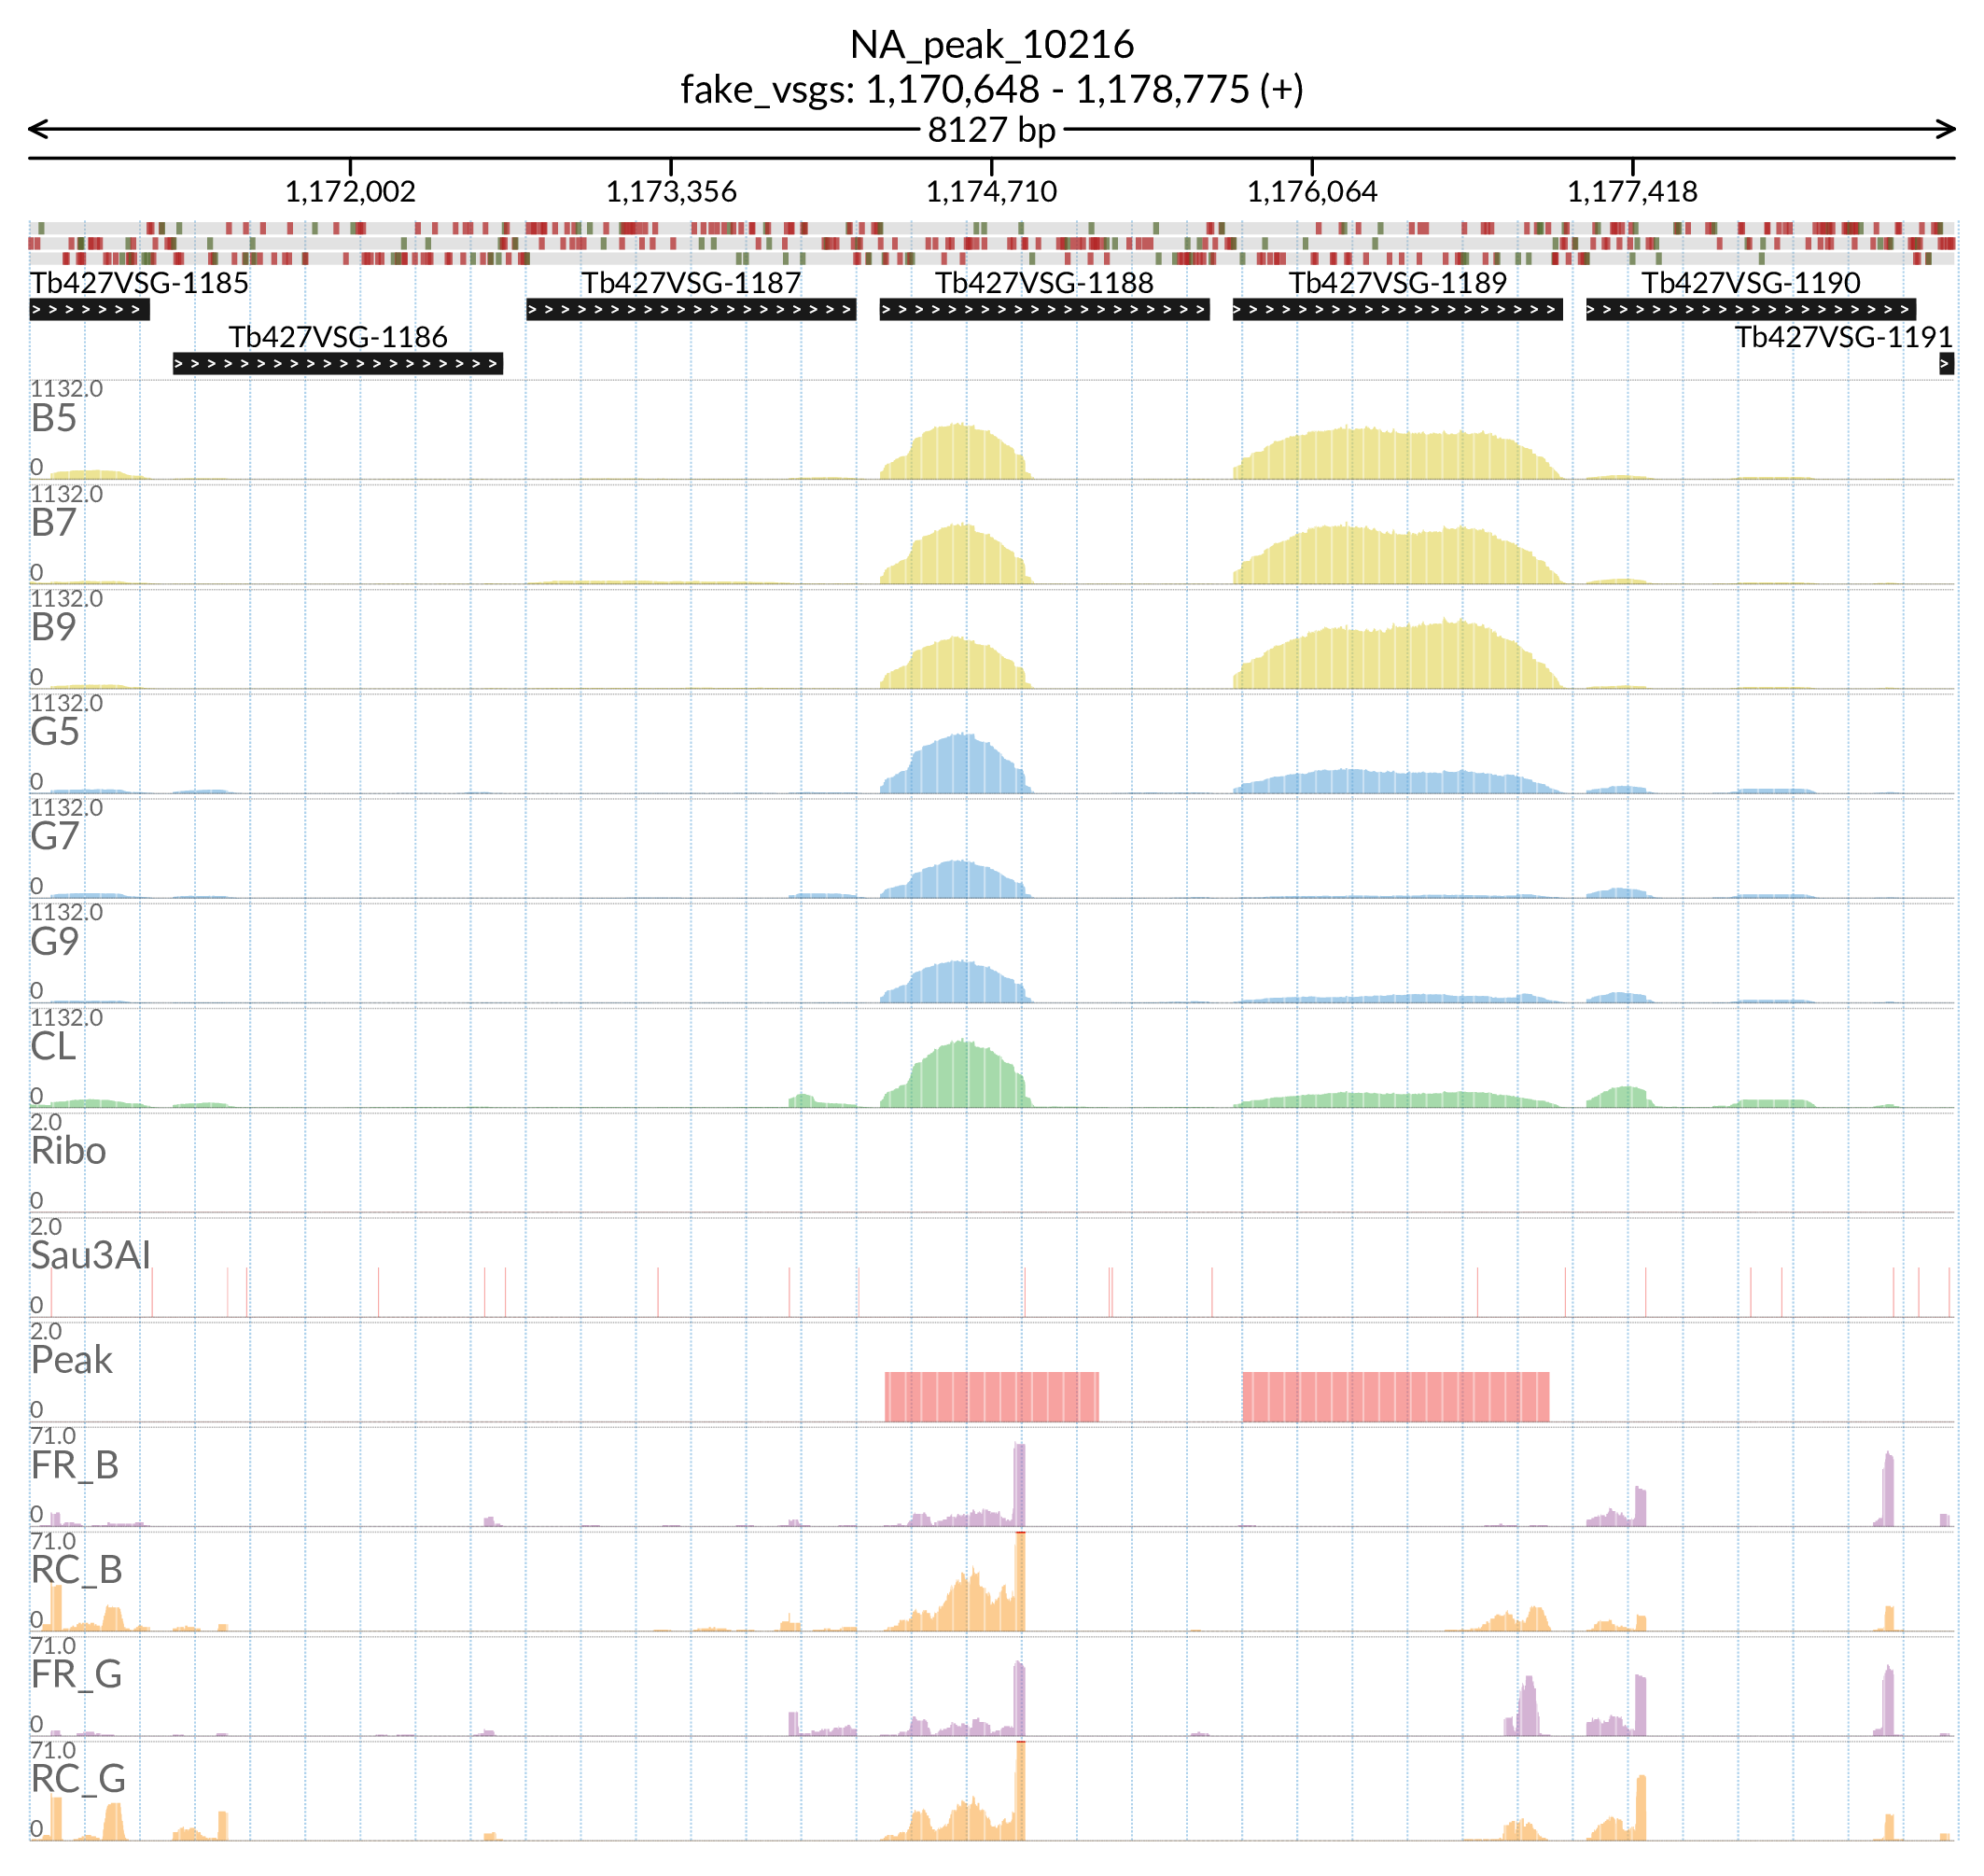 NA_peak_10216
fake_vsgs: 1,170,648 - 1,178,775 (+)
8127 bp
1,172,002 1,173,356 1,174,710 1,176,064 1,177,418
Tb427VSG-1185 Tb427VSG-1187 Tb427VSG-1188 Tb427VSG-1189 Tb427VSG-1190
Tb427VSG-1186 Tb427VSG-1191
1132.0
B5
0
1132.0
B7
0
1132.0
B9
0
1132.0
G5
0
1132.0
G7
0
1132.0
G9
0
1132.0
CL
0
2.0
Ribo
0
2.0
Sau3AI
0
2.0
Peak
0
71.0
FR_B
0
71.0
RC_B
0
71.0
FR_G
0
71.0
RC_G
0